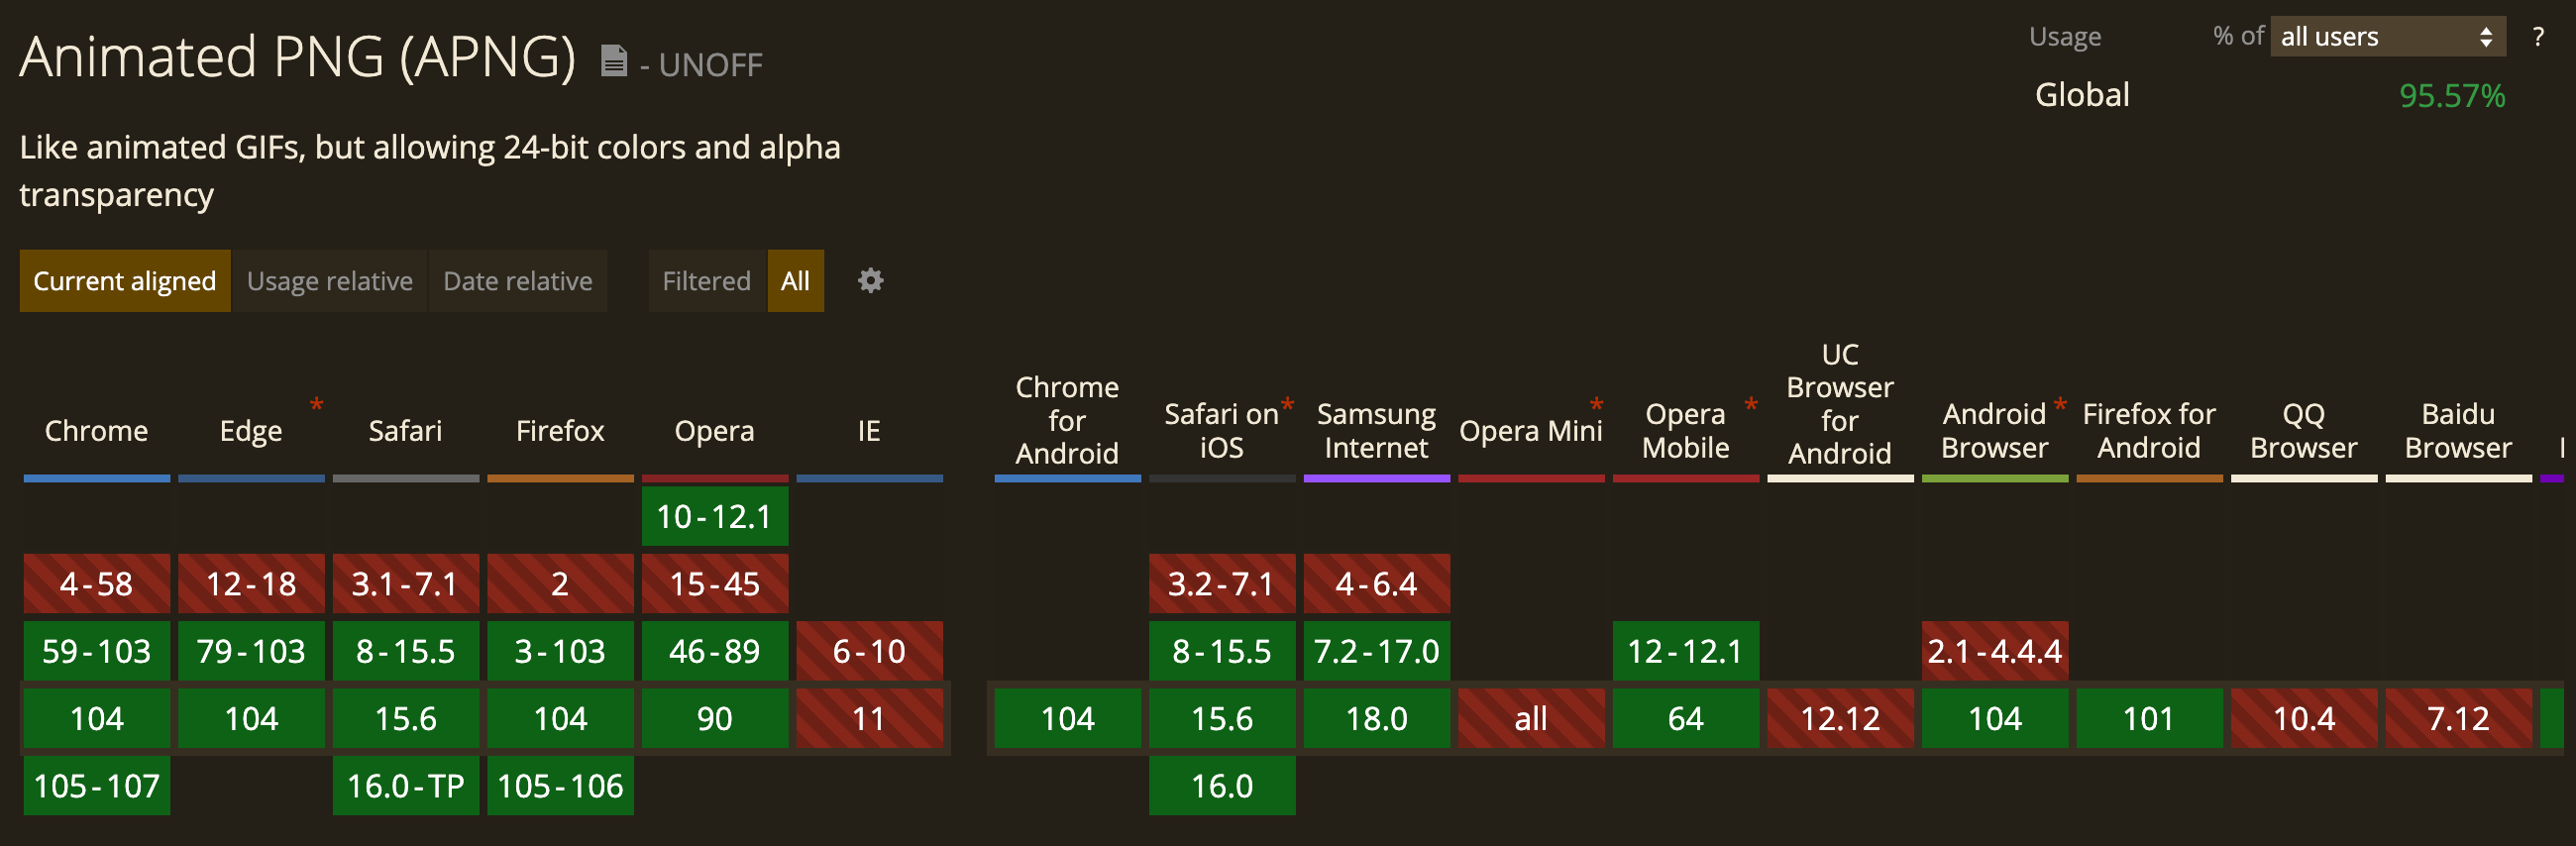 Animated PNG (APNG) - UNOFF
Usage % of all users ?
Global 95.57%
Like animated GIFs, but allowing 24-bit colors and alpha
transparency
Current aligned Usage relative Date relative Filtered All
Chrome
Edge *
Safari
Firefox
Opera
IE
Chrome
for
Android
Safari on *
iOS
Samsung
Internet
Opera Mini *
Opera *
Mobile
UC
Browser
for
Android
Android *
Browser
Firefox for
Android
QQ
Browser
Baidu
Browser
10-12.1
4-58 12-18 3.1-7.1 2 15-45 3.2-7.1 4-6.4
59-103 79-103 8-15.5 3-103 46-89 6-10 8-15.5 7.2-17.0 12-12.1 2.1-4.4.4
104 104 15.6 104 90 11 104 15.6 18.0 all 64 12.12 104 101 10.4 7.12
105-107 16.0-TP 105-106 16.0